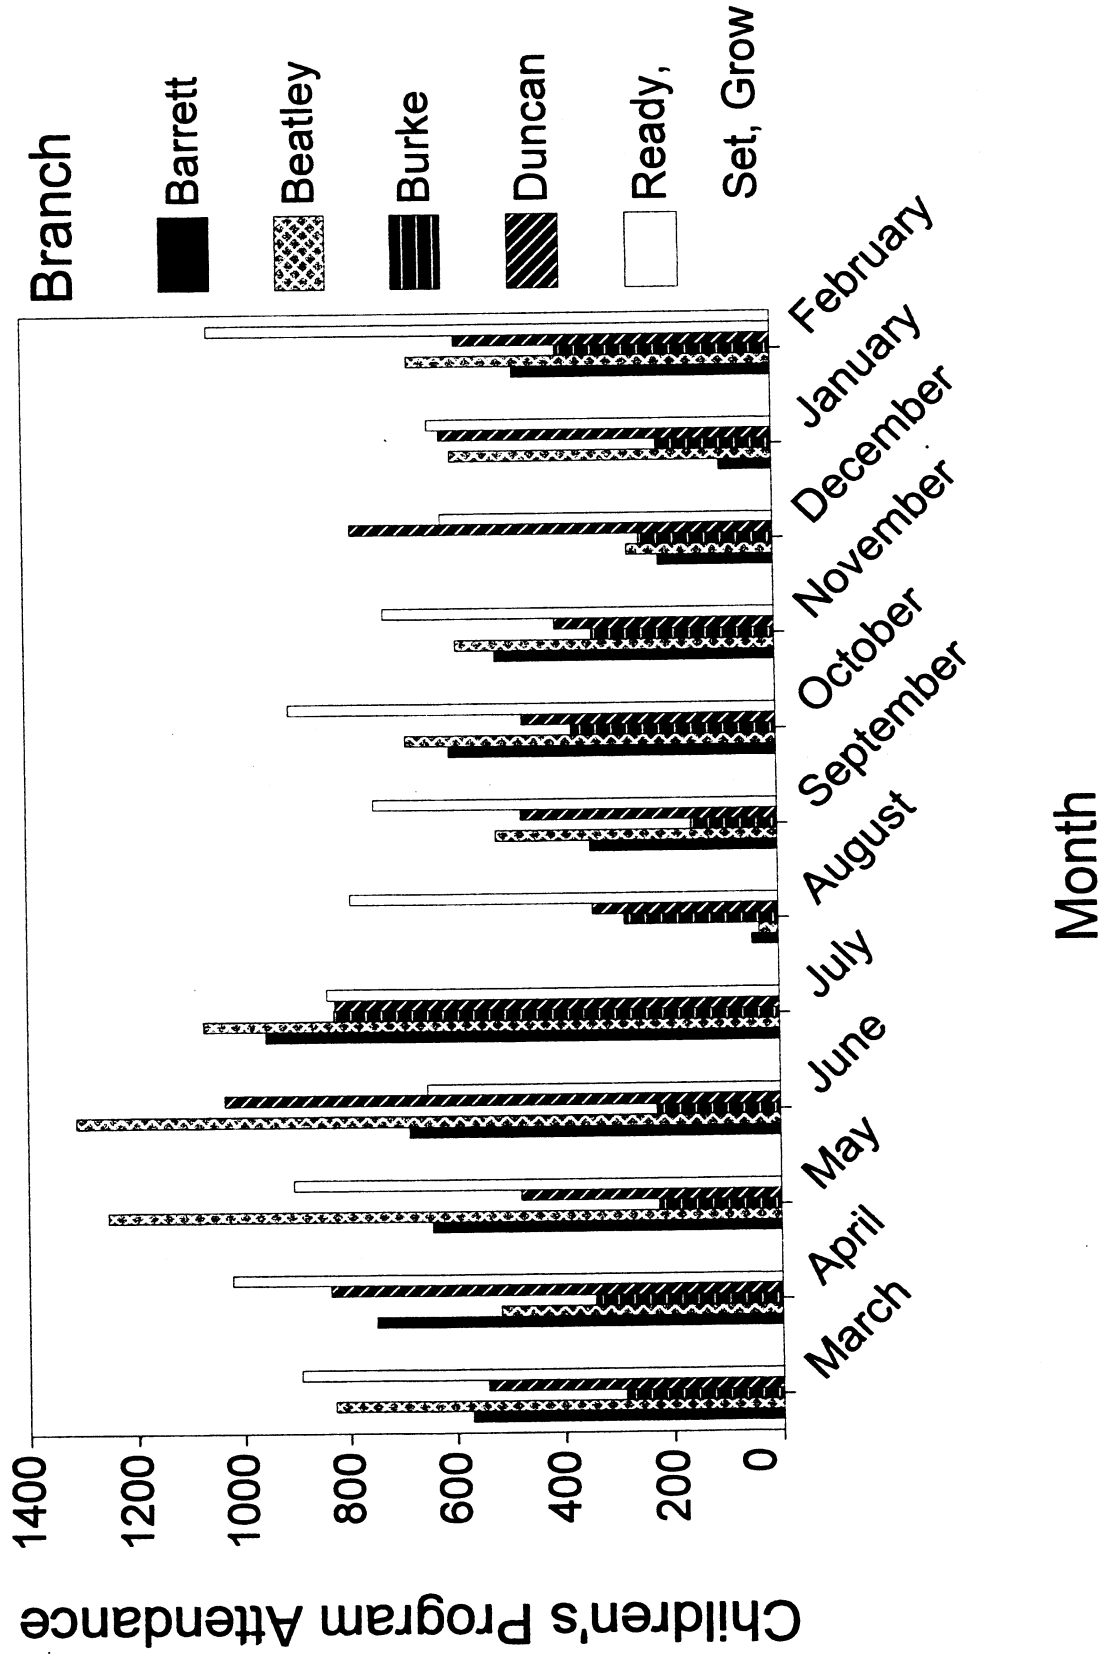 Children's Program Attendance
1400
1200
1000
800
600
400
200
0
March
April
May
June
July
August
September
October
November
December
January
February
Month
Branch
Barrett
Beatley
Burke
Duncan
Ready,
Set, Grow